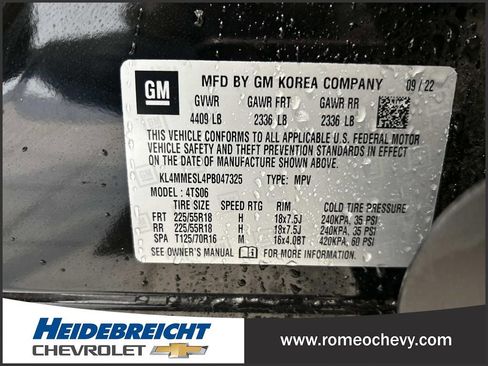 GM
MFD BY GM KOREA COMPANY
09/22
GVWR GAWR FRT GAWR RR
4409 LB 2336 LB 2336 LB
THIS VEHICLE CONFORMS TO ALL APPLICABLE U.S. FEDERAL MOTOR
VEHICLE SAFETY AND THEFT PREVENTION STANDARDS IN
EFFECT ON THE DATE OF MANUFACTURE SHOWN ABOVE.
KL4MMESL4PB047325 TYPE: MPV
MODEL: 4TS06
TIRE SIZE SPEED RTG RIM
FRT 225/55R18 H 18x7.5J 240KPA, 35 PSI
RR 225/55R18 H 18x7.5J 240KPA, 35 PSI
SPA T125/70R16 M 16x4.0BT 420KPA, 60 PSI
SEE OWNER'S MANUAL FOR MORE INFORMATION.
HEIDEBREICHT
CHEVROLET
www.romeochevy.com